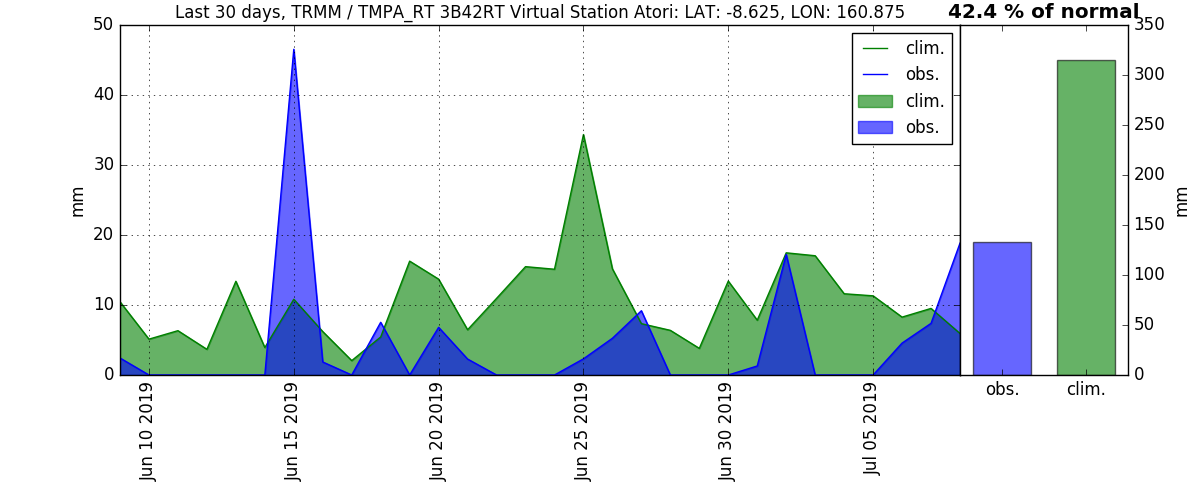 Last 30 days, TRMM / TMPA_RT 3B42RT Virtual Station Atori: LAT: -8.625, LON: 160.875
42.4 % of normal
50
40
30
20
10
0
mm
clim.
obs.
clim.
obs.
Jun 10 2019
Jun 15 2019
Jun 20 2019
Jun 25 2019
Jun 30 2019
Jul 05 2019
350
300
250
200
150
100
50
0
mm
obs.
clim.